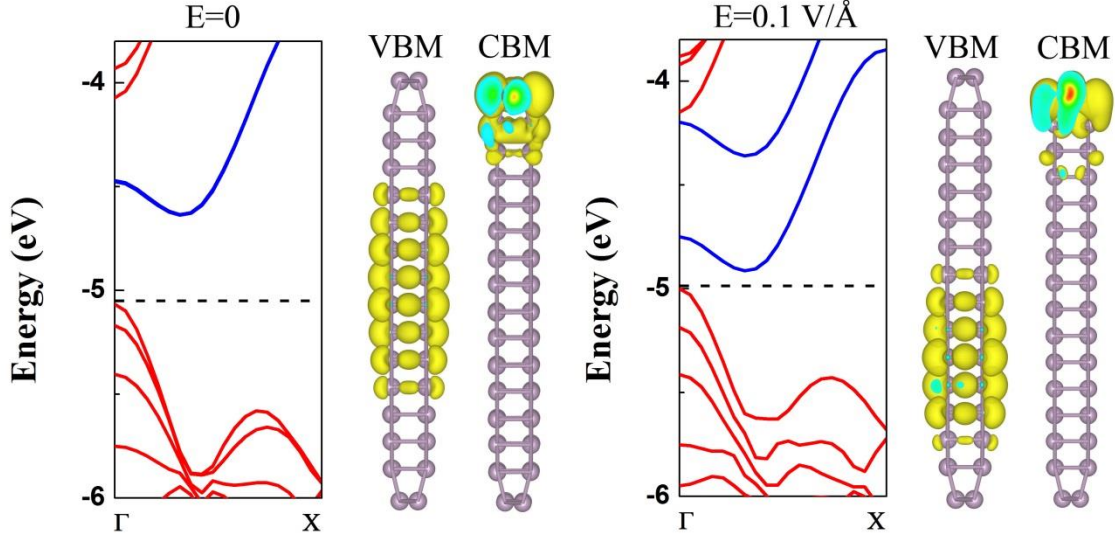 E=0
VBM
CBM
Energy (eV)
-4
-5
-6
Γ
X
E=0.1 V/Å
VBM
CBM
Energy (eV)
-4
-5
-6
Γ
X